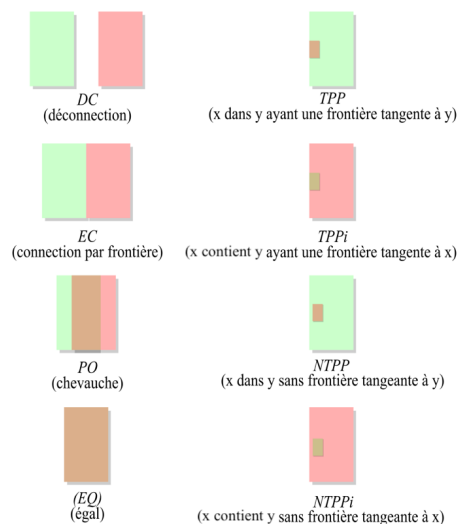 DC
(déconnection)
TPP
(x dans y ayant une frontière tangente à y)
EC
(connection par frontière)
TPPi
(x contient y ayant une frontière tangente à x)
PO
(chevauche)
NTPP
(x dans y sans frontière tangeante à y)
(EQ)
(égal)
NTPPi
(x contient y sans frontière tangeante à x)